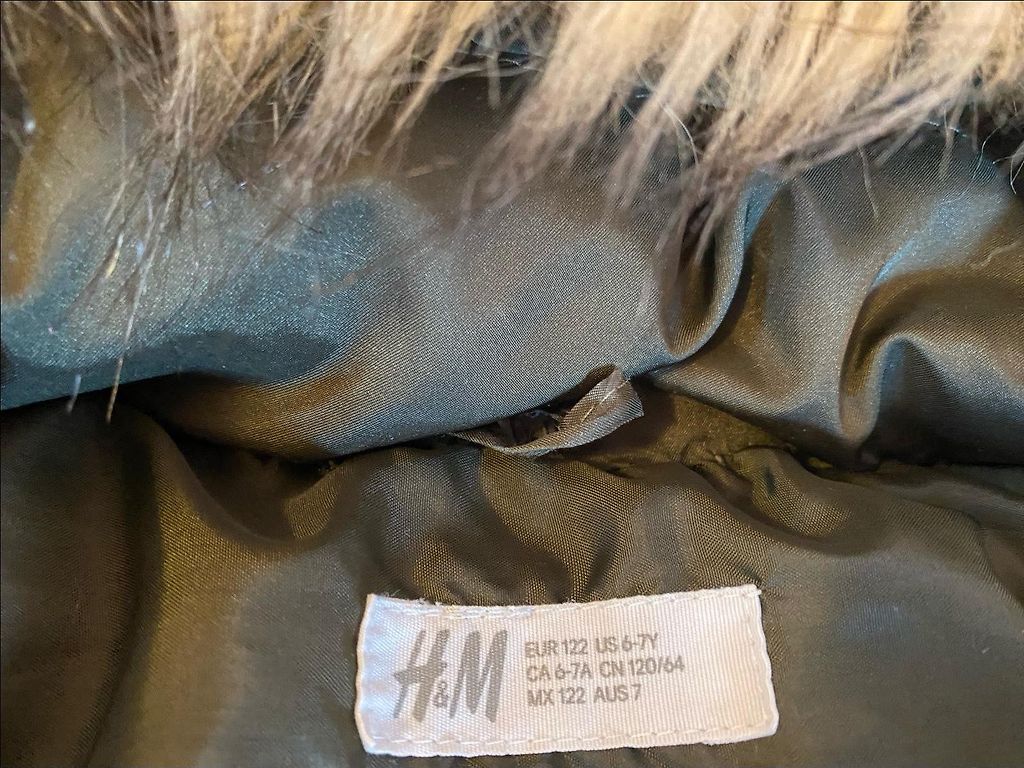 H&M
EUR 122 US 6-7Y
CA 6-7A CN 120/64
MX 122 AUS 7